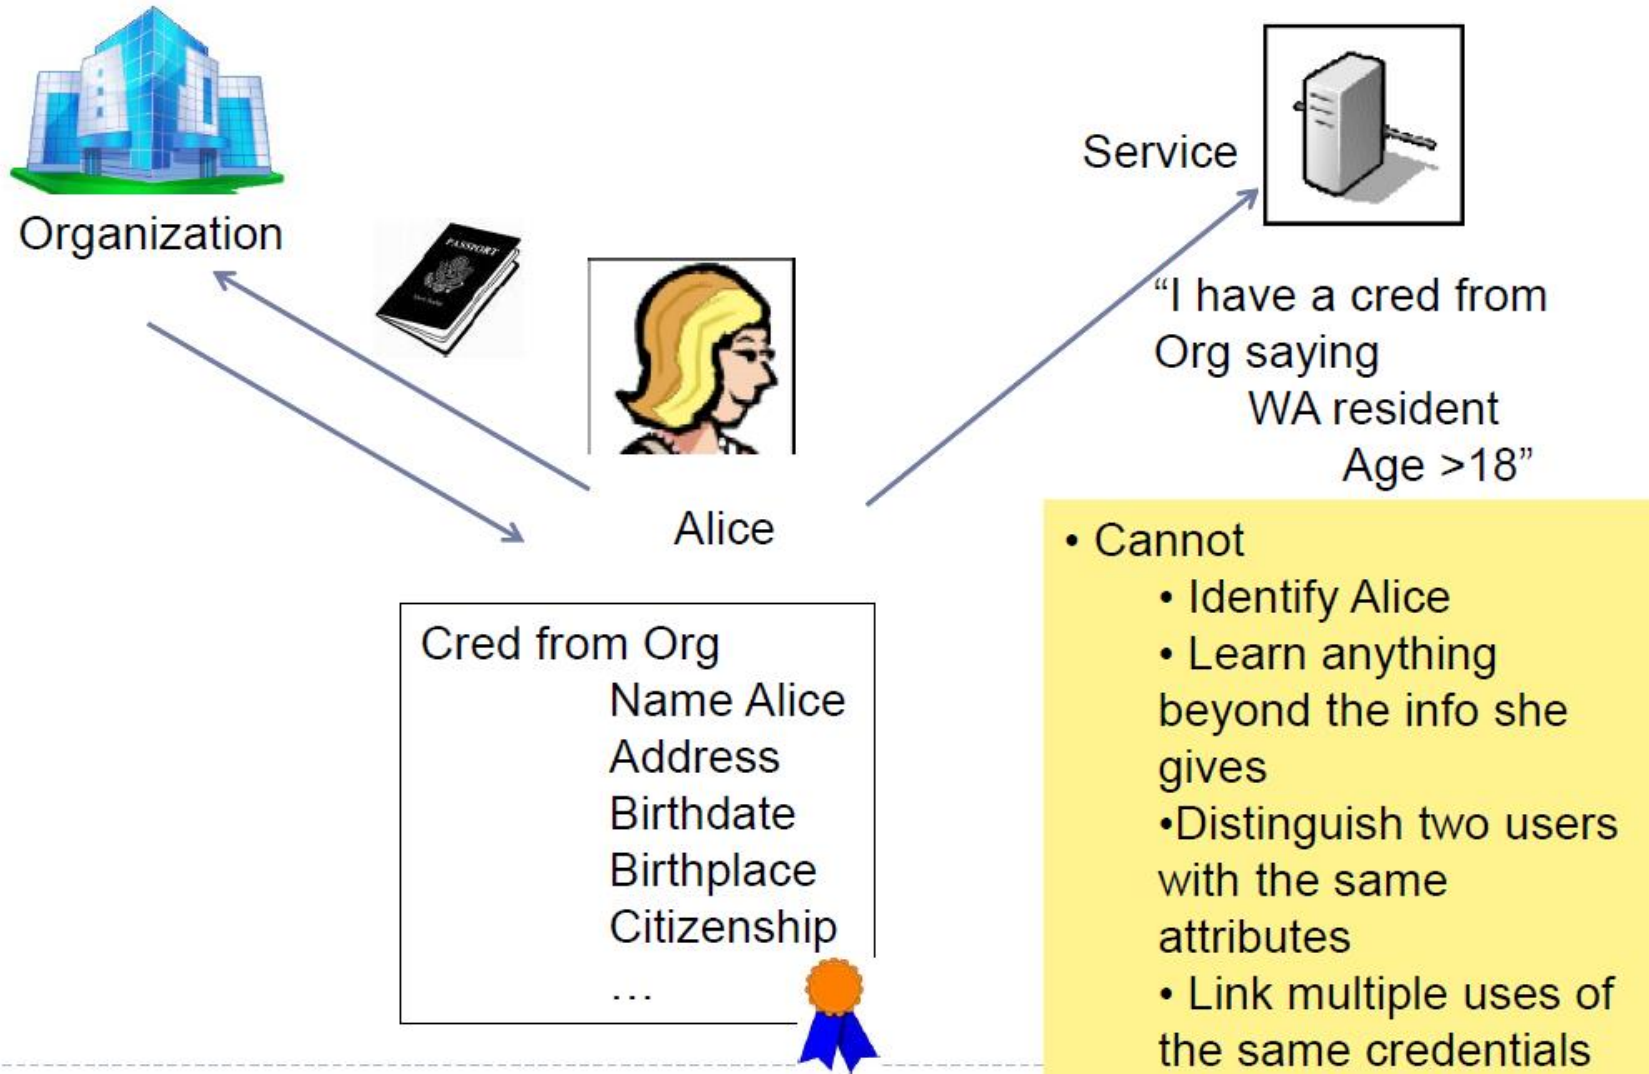 Organization
PASSPORT
Service
“I have a cred from
Org saying
WA resident
Age >18”
Alice
Cred from Org
Name Alice
Address
Birthdate
Birthplace
Citizenship
…
• Cannot
• Identify Alice
• Learn anything
beyond the info she
gives
•Distinguish two users
with the same
attributes
• Link multiple uses of
the same credentials